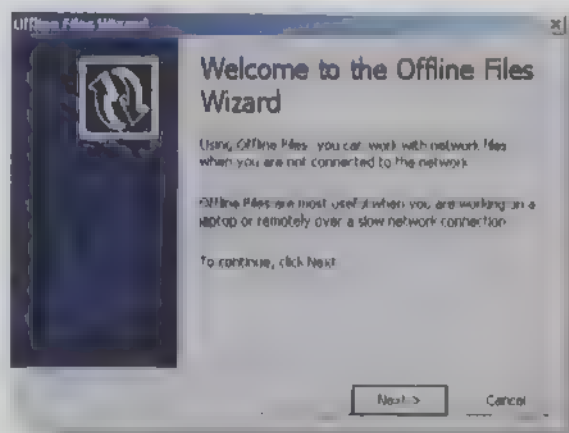 Offline Files Wizard
Welcome to the Offline Files
Wizard
Using Offline Files, you can work with network files
when you are not connected to the network.
Offline Files are most useful when you are working on a
laptop or remotely over a slow network connection.
To continue, click Next.
Next >
Cancel